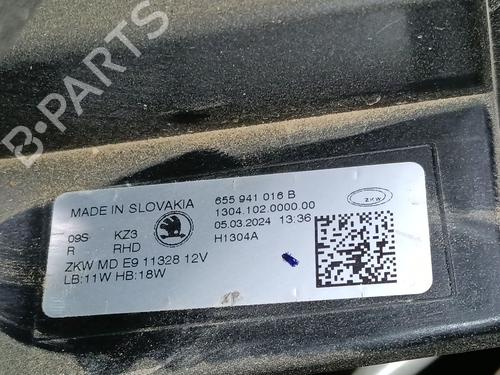 B-PARTS
MADE IN SLOVAKIA
655 941 016 B
1304.102.0000.00
05.03.2024 13:36
H1304A
ZKW
09S KZ3
R RHD
ZKW MD E9 11328 12V
LB:11W HB:18W